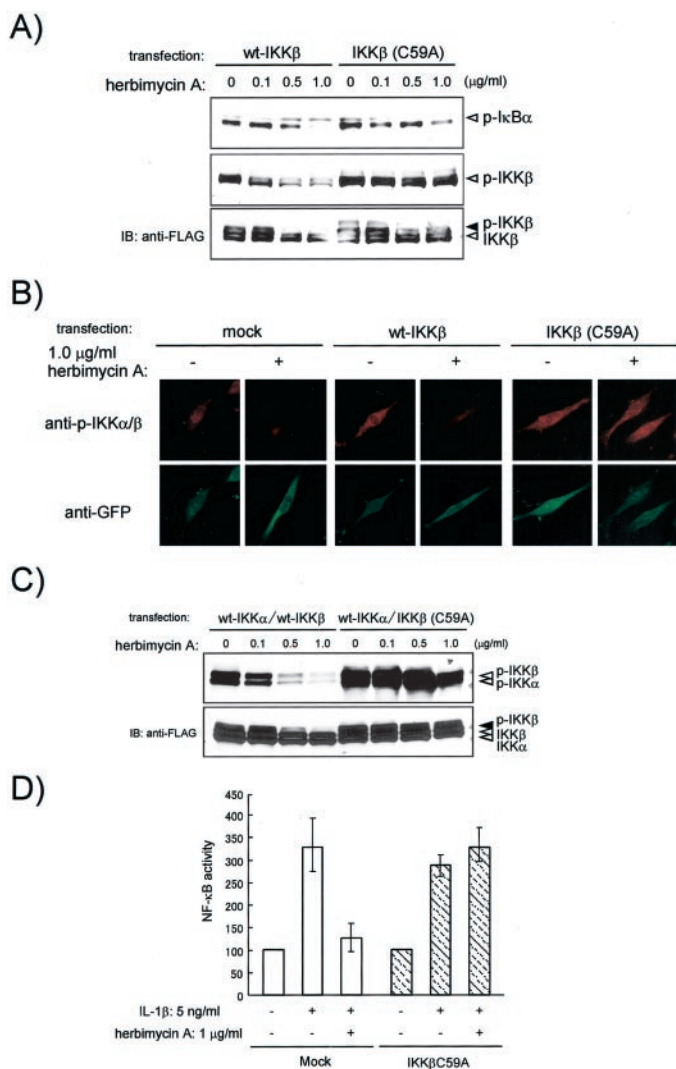 A)
transfection: wt-IKKβ IKKβ (C59A)
herbimycin A: 0 0.1 0.5 1.0 0 0.1 0.5 1.0 (μg/ml)
p-IκBα
p-IKKβ
p-IKKβ
IB: anti-FLAG IKKβ
B)
transfection: mock wt-IKKβ IKKβ (C59A)
1.0 μg/ml
herbimycin A: - + - + - +
anti-p-IKKα/β
anti-GFP
C)
transfection: wt-IKKα/wt-IKKβ wt-IKKα/IKKβ (C59A)
herbimycin A: 0 0.1 0.5 1.0 0 0.1 0.5 1.0 (μg/ml)
p-IKKβ
p-IKKα
p-IKKβ
IB: anti-FLAG IKKβ
IKKα
D)
450
400
350
300
250
200
150
100
50
0
NF-κB activity
IL-1β: 5 ng/ml - + + - + +
herbimycin A: 1 μg/ml - - + - - +
Mock IKKβC59A